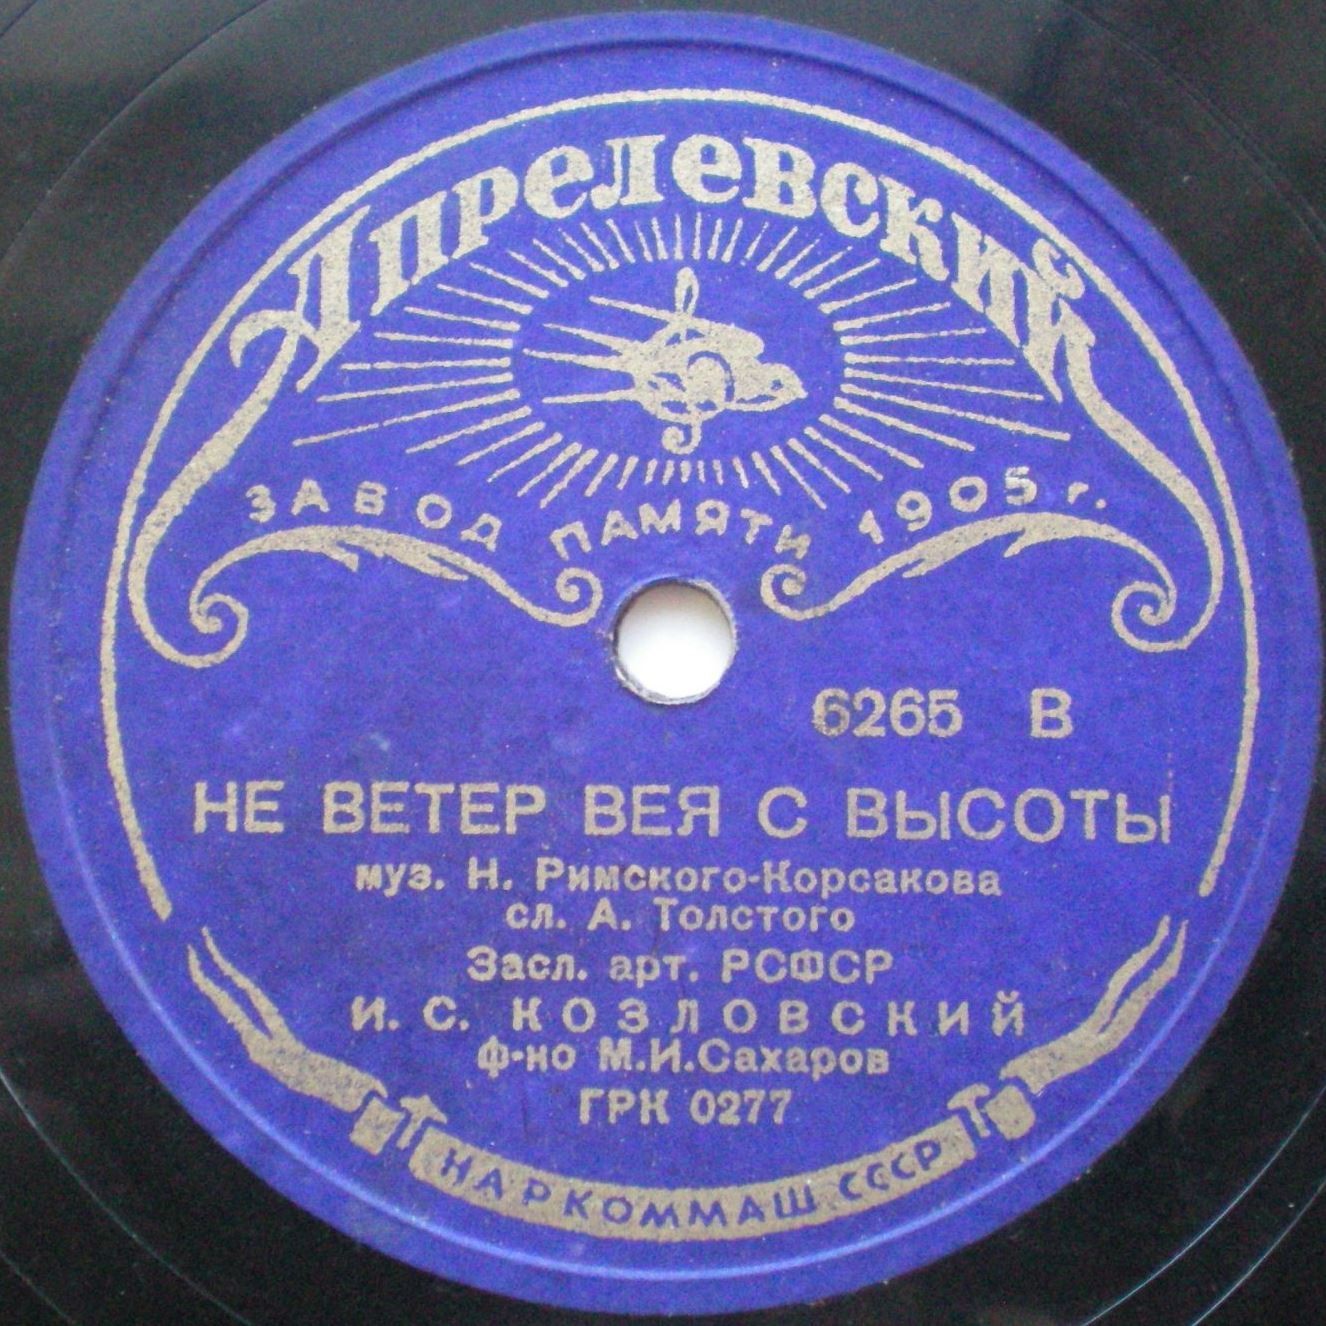 Апрелевский
ЗАВОД ПАМЯТИ 1905 г.
6265 В
НЕ ВЕТЕР ВЕЯ С ВЫСОТЫ
муз. Н. Римского-Корсакова
сл. А. Толстого
Засл. арт. РСФСР
И. С. КОЗЛОВСКИЙ
ф-но М.И.Сахаров
ГРК 0277
НАРКОММАШ СССР